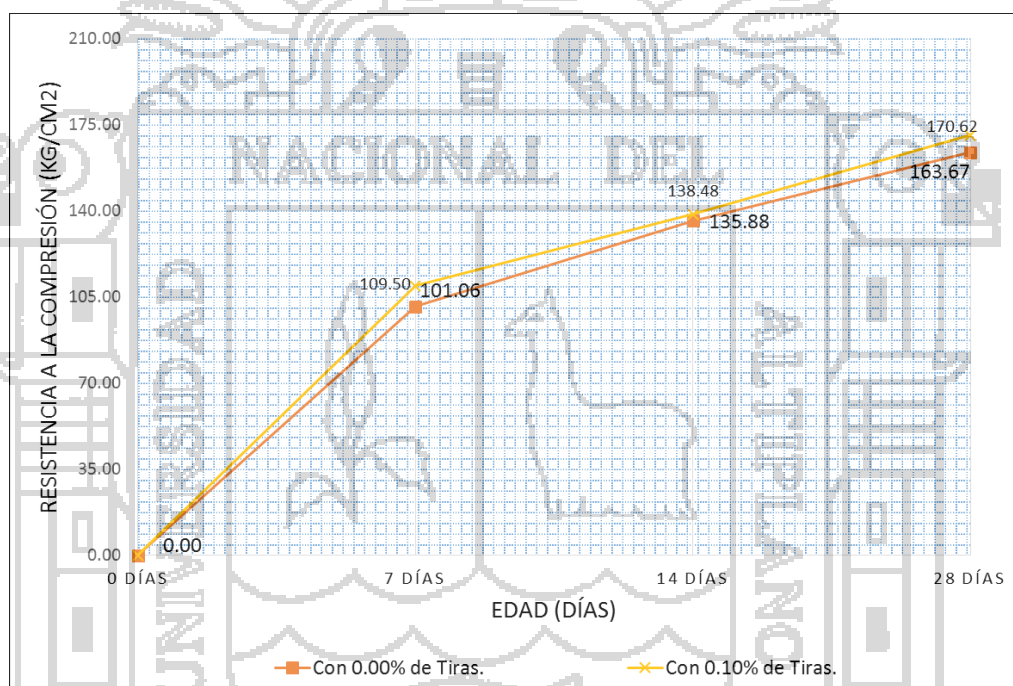 210.00
175.00
140.00
105.00
70.00
35.00
0.00
RESISTENCIA A LA COMPRESIÓN (KG/CM2)
NACIONAL DEL
UNIVERSIDAD
ALTIPLANO
170.62
163.67
138.48
135.88
109.50
101.06
0.00
0 DÍAS
7 DÍAS
14 DÍAS
28 DÍAS
EDAD (DÍAS)
Con 0.00% de Tiras.
Con 0.10% de Tiras.